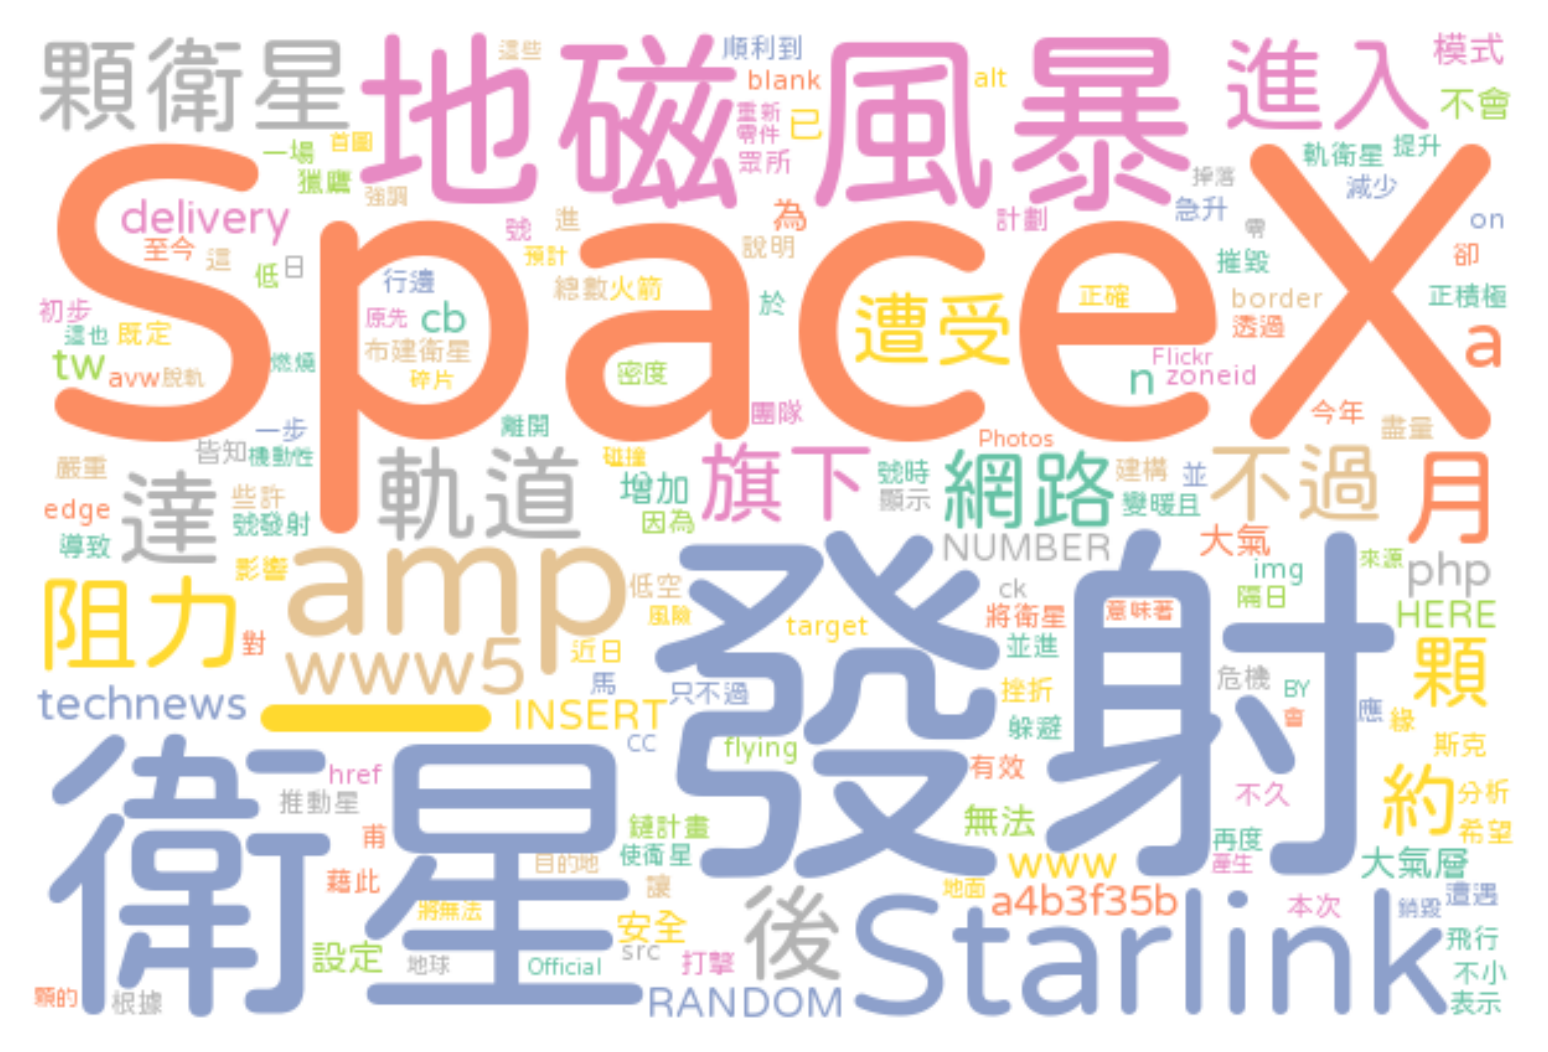 顆衛星
地磁風暴
這些
順利到
blank
alt
重新
零件
已
眾所
進入
模式
不會
首圖
一場
獵鷹
強調
軌衛星
提升
掉落
減少
SpaceX
delivery
至今
這
低
日
號
進
預計
為
說明
計劃
急升
零
on
卻
摧毀
行邊
總數
火箭
於
遭受
正確
border
透過
正積極
初步
這也
既定
原先
cb
布建衛星
碎片
密度
a
tw
avw
脫軌
燃燒
Flickr
zoneid
n
團隊
今年
盡量
一步
離開
Photos
皆知
機動性
嚴重
達
些許
號發射
edge
導致
軌道
碰撞
增加
因為
旗下
號時
顯示
網路
建構
並
變暖且
不過
月
影響
amp
低空
風險
NUMBER
大氣
img
隔日
來源
php
HERE
阻力
對
www5
近日
馬
只不過
發射
target
ck
將衛星
並進
意味著
顆
危機
BY
會
應
緣
technews
一
INSERT
cc
flying
挫折
躲避
有效
斯克
衛星
href
推動星
甫
藉此
鏈計畫
使衛星
目的地
讓
無法
不久
再度
產生
約
分析
希望
www
大氣層
將無法
安全
src
後
地面
a4b3f35b
Starlink
本次
銷毀
遭遇
設定
地球
Official
打擊
飛行
不小
表示
顆的
根據
RANDOM